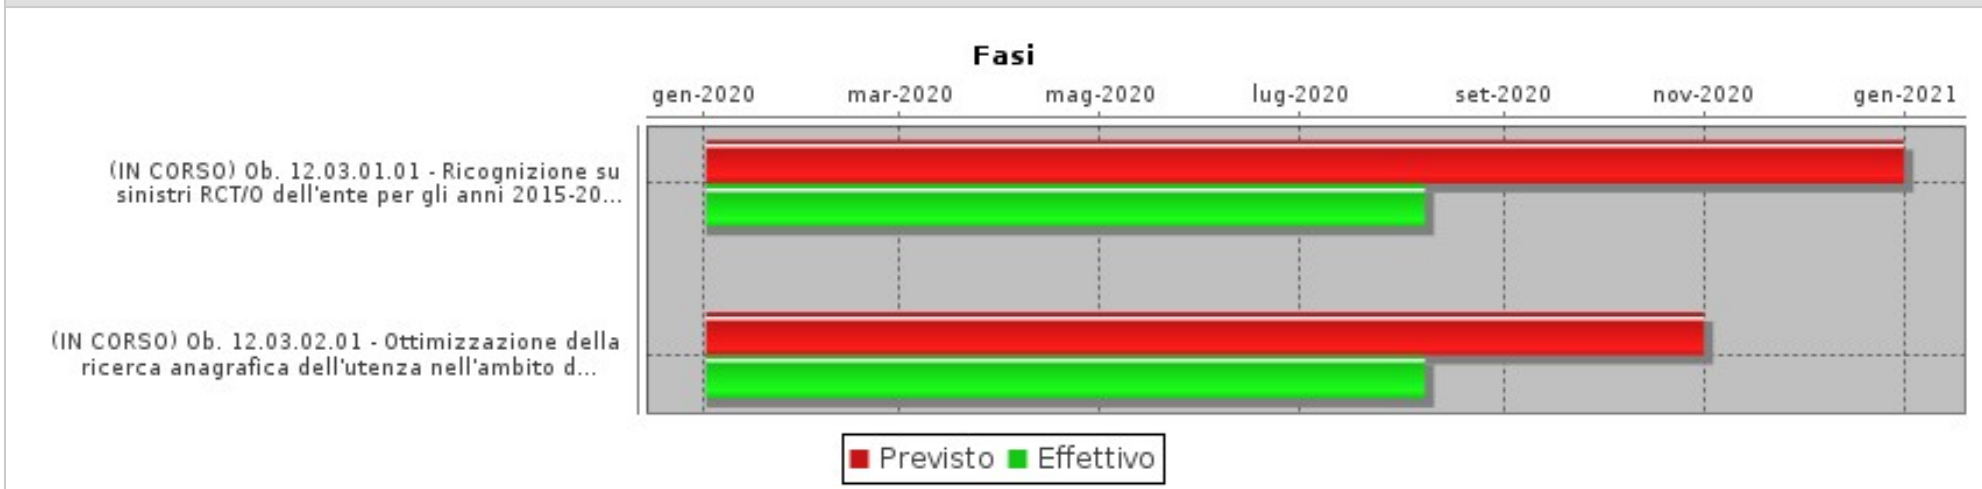 Fasi
gen-2020 mar-2020 mag-2020 lug-2020 set-2020 nov-2020 gen-2021
(IN CORSO) Ob. 12.03.01.01 - Ricognizione su
sinistri RCT/O dell'ente per gli anni 2015-20...
(IN CORSO) Ob. 12.03.02.01 - Ottimizzazione della
ricerca anagrafica dell'utenza nell'ambito d...
Previsto Effettivo